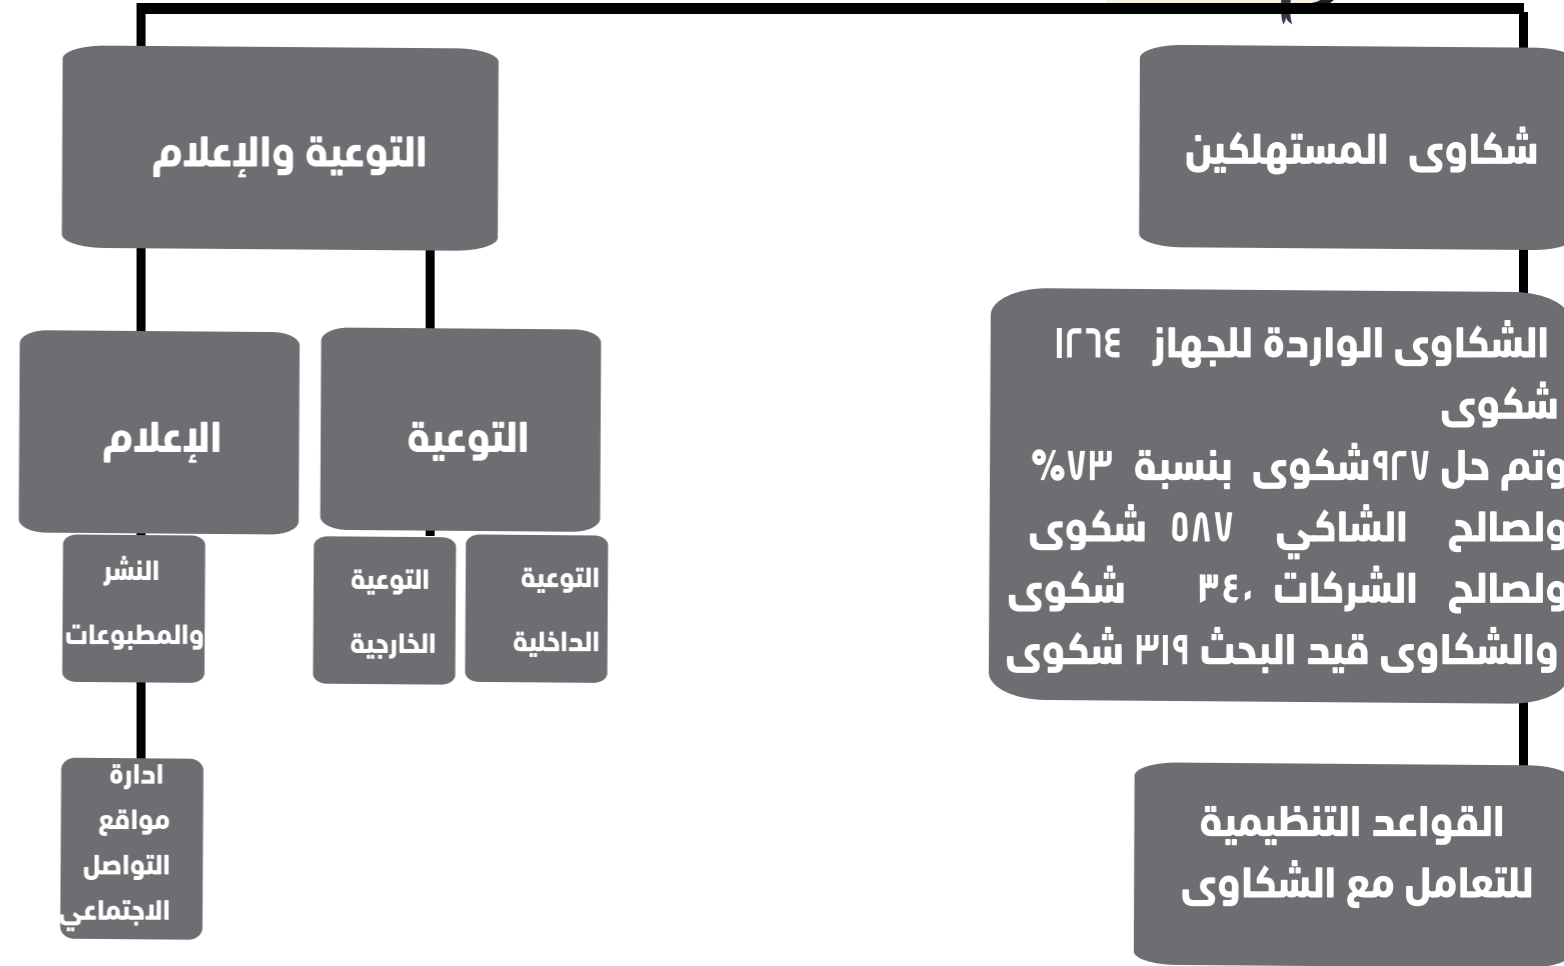 شكاوى المستهلكين
الشكاوى الواردة للجهاز ١٢٦٤
شكوى
وتم حل ٩٢٧شكوى بنسبة ٧٣%
ولصالح الشاكي ٥٨٧ شكوى
ولصالح الشركات ٣٤٠ شكوى
والشكاوى قيد البحث ٣١٩ شكوى
القواعد التنظيمية
للتعامل مع الشكاوى
التوعية والإعلام
التوعية
التوعية
الداخلية
التوعية
الخارجية
الإعلام
النشر
والمطبوعات
ادارة
مواقع
التواصل
الاجتماعي